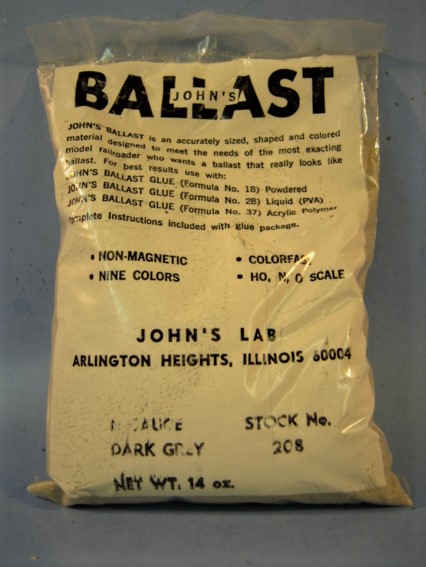 JOHN'S
BALLAST
JOHN'S BALLAST is an accurately sized, shaped and colored
material designed to meet the needs of the most exacting
model railroader who wants a ballast that really looks like
ballast. For best results use with:
JOHN'S BALLAST GLUE (Formula No. 18) Powdered
JOHN'S BALLAST GLUE (Formula No. 28) Liquid (PVA)
JOHN'S BALLAST GLUE (Formula No. 37) Acrylic Polymer
Complete Instructions included with glue package.
• NON-MAGNETIC • COLORFAST
• NINE COLORS • HO, N, O SCALE
JOHN'S LAB
ARLINGTON HEIGHTS, ILLINOIS 60004
N GAUGE STOCK No.
DARK GREY 208
NET WT. 14 oz.